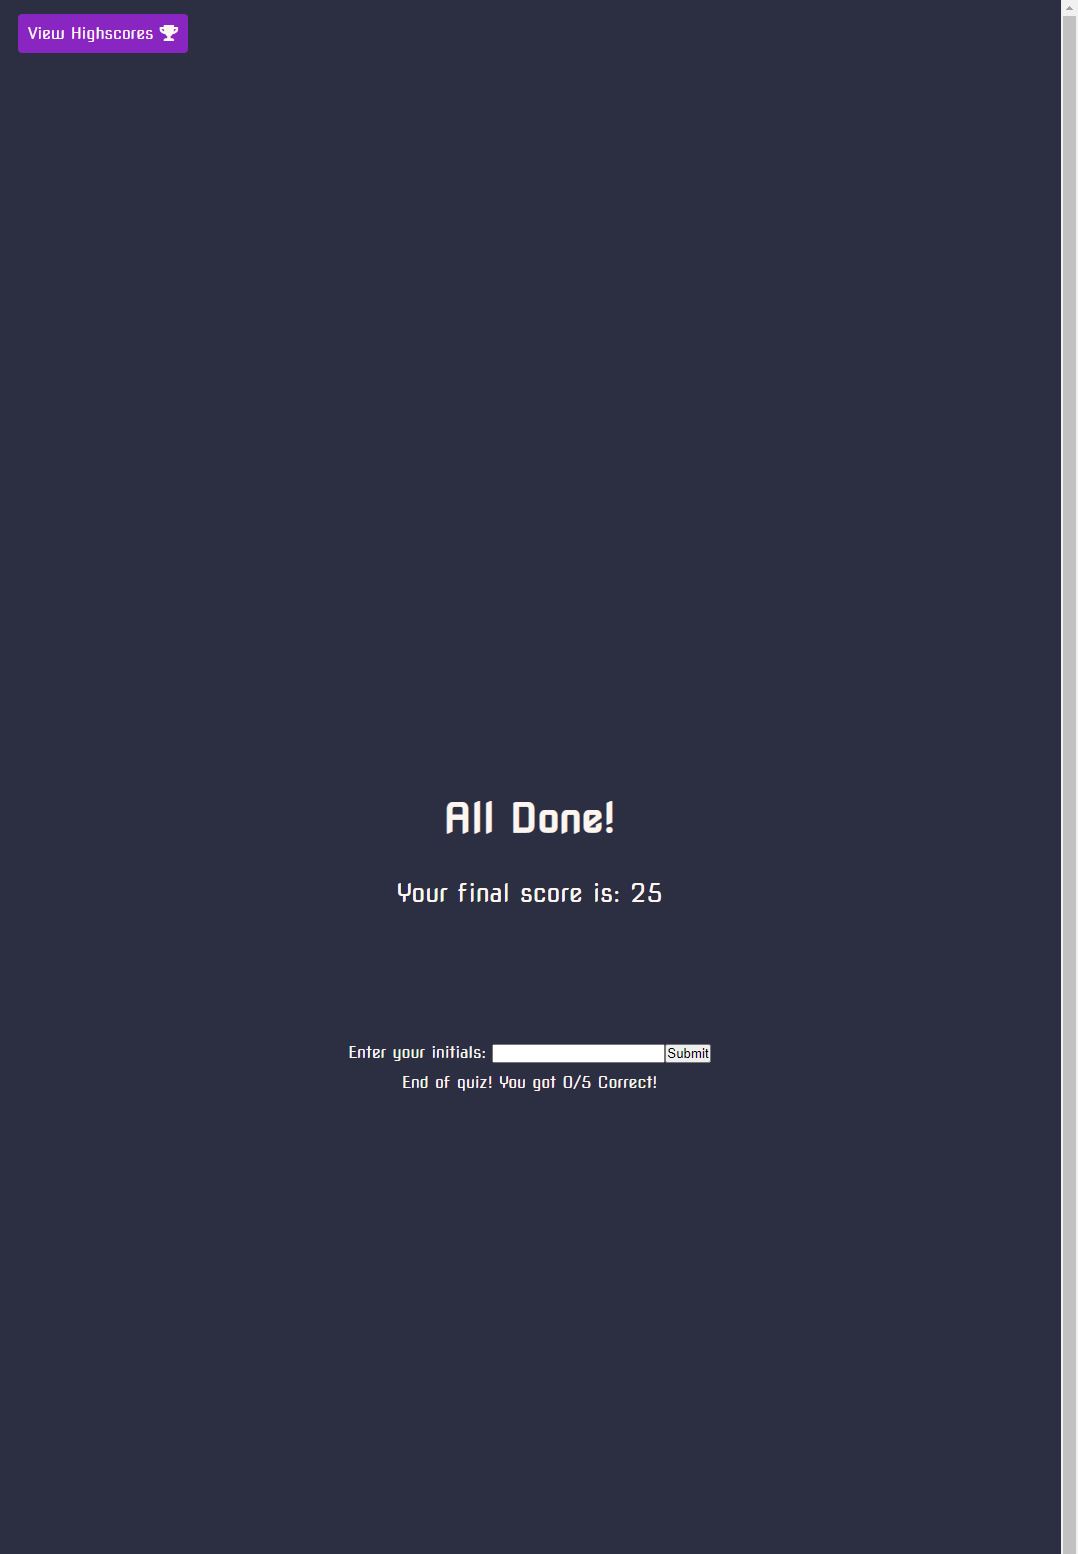 View Highscores
All Done!
Your final score is: 25
Enter your initials: Submit
End of quiz! You got 0/5 Correct!